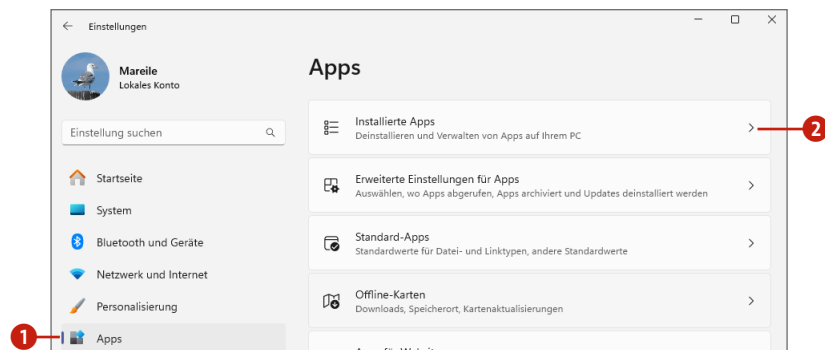 Einstellungen
Mareile
Lokales Konto
Einstellung suchen
Startseite
System
Bluetooth und Geräte
Netzwerk und Internet
Personalisierung
1
Apps
Apps
Installierte Apps
Deinstallieren und Verwalten von Apps auf Ihrem PC
2
Erweiterte Einstellungen für Apps
Auswählen, wo Apps abgerufen, Apps archiviert und Updates deinstalliert werden
Standard-Apps
Standardwerte für Datei- und Linktypen, andere Standardwerte
Offline-Karten
Downloads, Speicherort, Kartenaktualisierungen